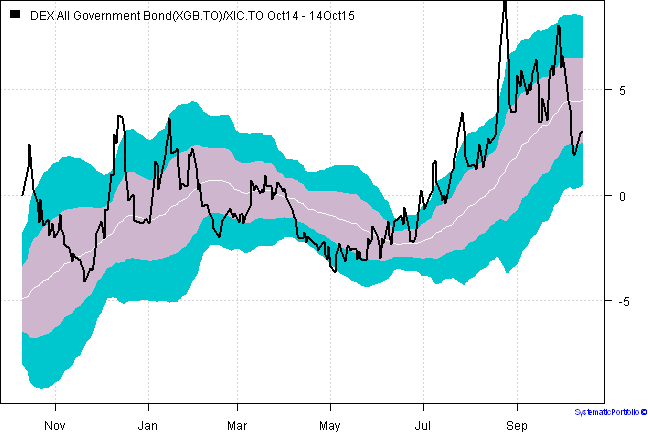 DEX All Government Bond(XGB.TO)/XIC.TO Oct14 - 14Oct15
5
0
-5
Nov Jan Mar May Jul Sep
SystematicPortfolio ©